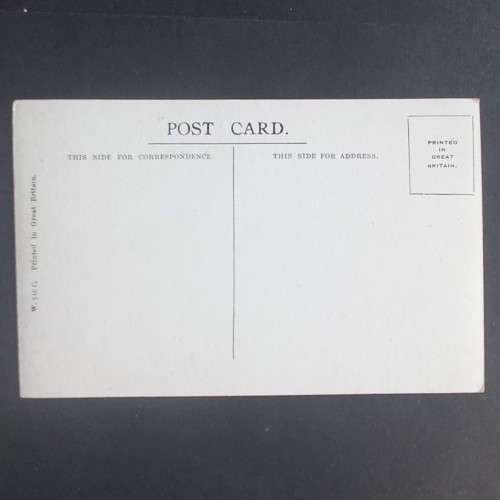 POST CARD.
THIS SIDE FOR CORRESPONDENCE.
THIS SIDE FOR ADDRESS.
PRINTED
IN
GREAT
BRITAIN.
Printed in Great Britain.